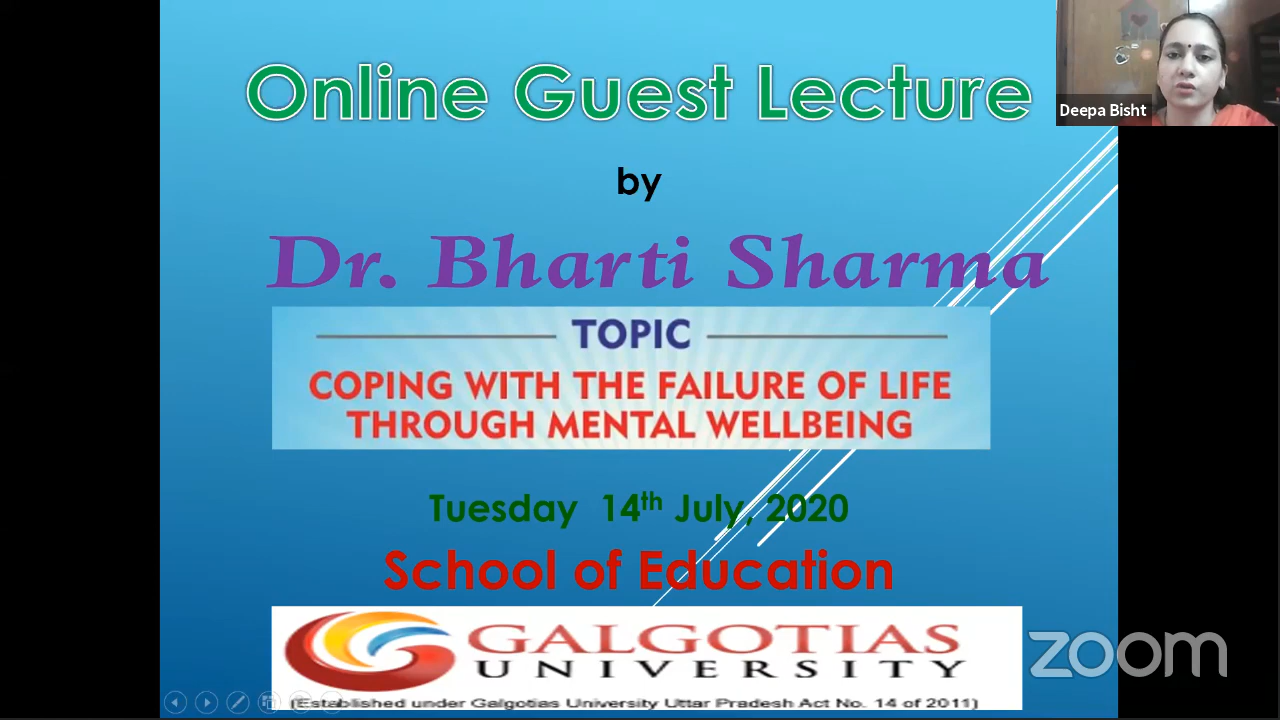 Online Guest Lecture
Deepa Bisht
by
Dr. Bharti Sharma
TOPIC
COPING WITH THE FAILURE OF LIFE
THROUGH MENTAL WELLBEING
Tuesday 14th July, 2020
School of Education
GALGOTIAS
UNIVERSITY
(Established under Galgotias University Uttar Pradesh Act No. 14 of 2011)
zoom